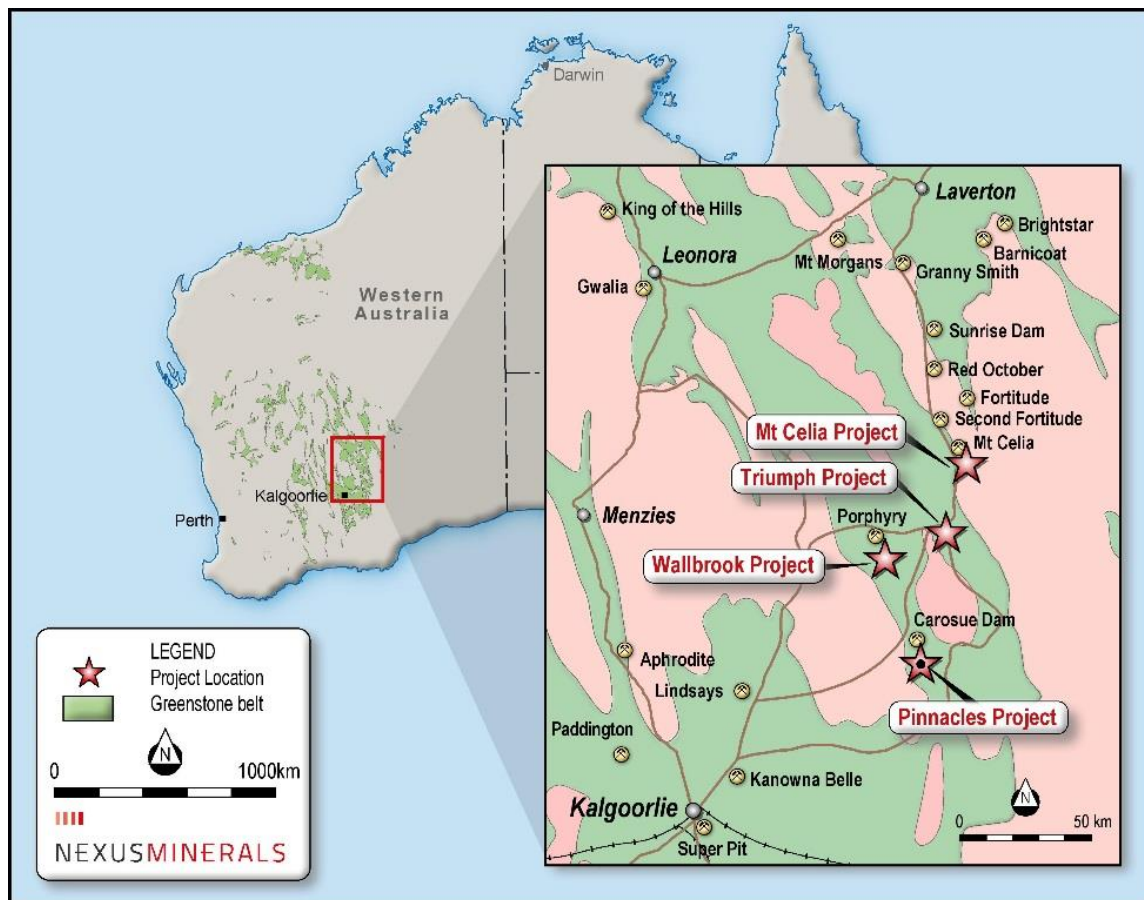 Darwin
Western
Australia
Kalgoorlie
Perth
LEGEND
Project Location
Greenstone belt
N
0 1000km
NEXUSMINERALS
Laverton
King of the Hills
Brightstar
Barnicoat
Mt Morgans
Leonora
Granny Smith
Gwalia
Sunrise Dam
Red October
Fortitude
Second Fortitude
Mt Celia Project
Mt Celia
Triumph Project
Menzies
Porphyry
Wallbrook Project
Carosue Dam
Aphrodite
Lindsays
Pinnacles Project
Paddington
Kanowna Belle
N
Kalgoorlie
0 50 km
Super Pit